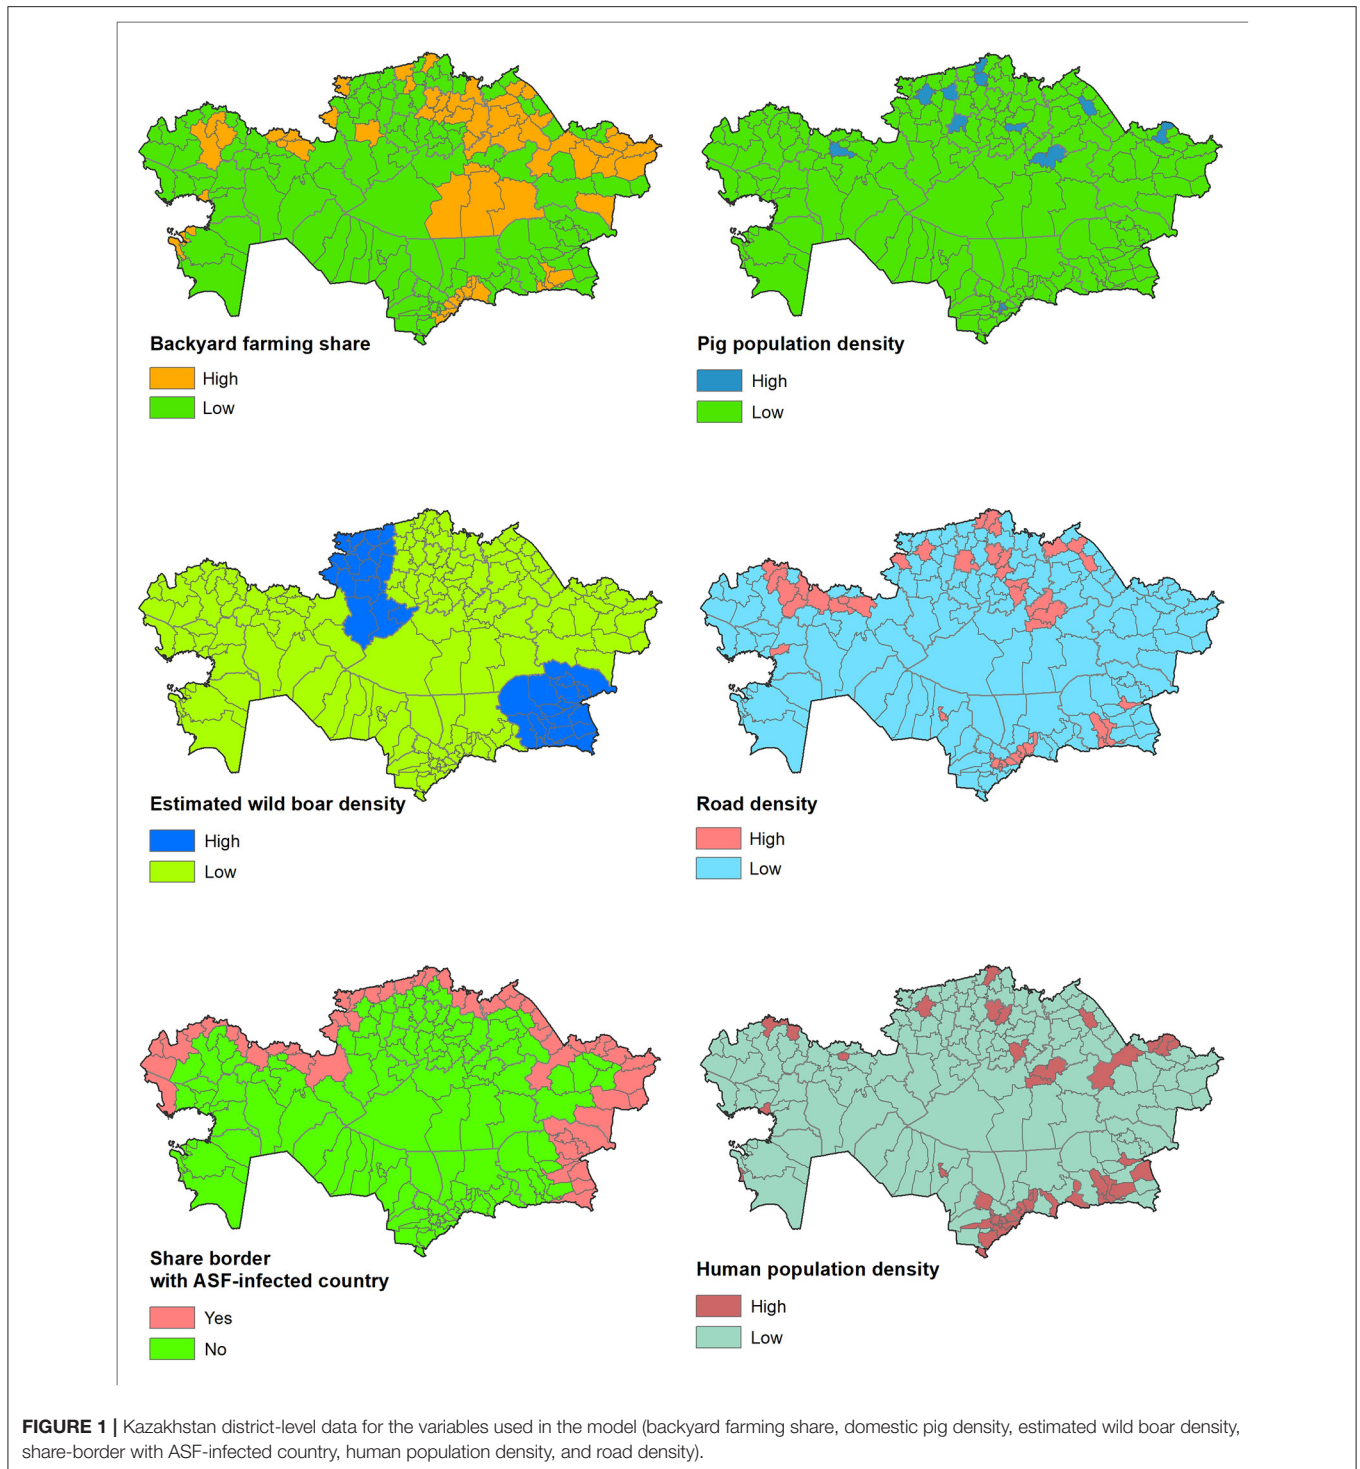 Backyard farming share
High
Low
Pig population density
High
Low
Estimated wild boar density
High
Low
Road density
High
Low
Share border
with ASF-infected country
Yes
No
Human population density
High
Low
FIGURE 1 | Kazakhstan district-level data for the variables used in the model (backyard farming share, domestic pig density, estimated wild boar density,
share-border with ASF-infected country, human population density, and road density).